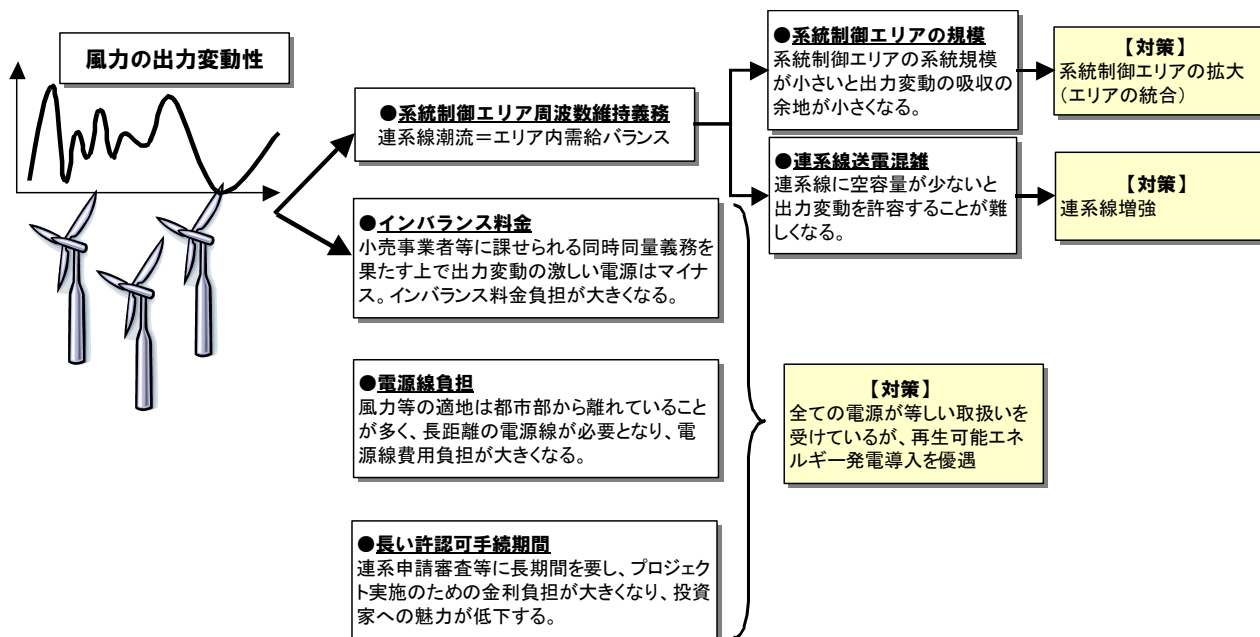 風力の出力変動性
●系統制御エリア周波数維持義務
連系線潮流＝エリア内需給バランス
●系統制御エリアの規模
系統制御エリアの系統規模
が小さいと出力変動の吸収の
余地が小さくなる。
【対策】
系統制御エリアの拡大
（エリアの統合）
●連系線送電混雑
連系線に空容量が少ないと
出力変動を許容することが難
しくなる。
【対策】
連系線増強
●インバランス料金
小売事業者等に課せられる同時同量義務を
果たす上で出力変動の激しい電源はマイナ
ス。インバランス料金負担が大きくなる。
●電源線負担
風力等の適地は都市部から離れていること
が多く、長距離の電源線が必要となり、電
源線費用負担が大きくなる。
●長い許認可手続期間
連系申請審査等に長期間を要し、プロジェク
ト実施のための金利負担が大きくなり、投資
家への魅力が低下する。
【対策】
全ての電源が等しい取扱いを
受けているが、再生可能エネ
ルギー発電導入を優遇